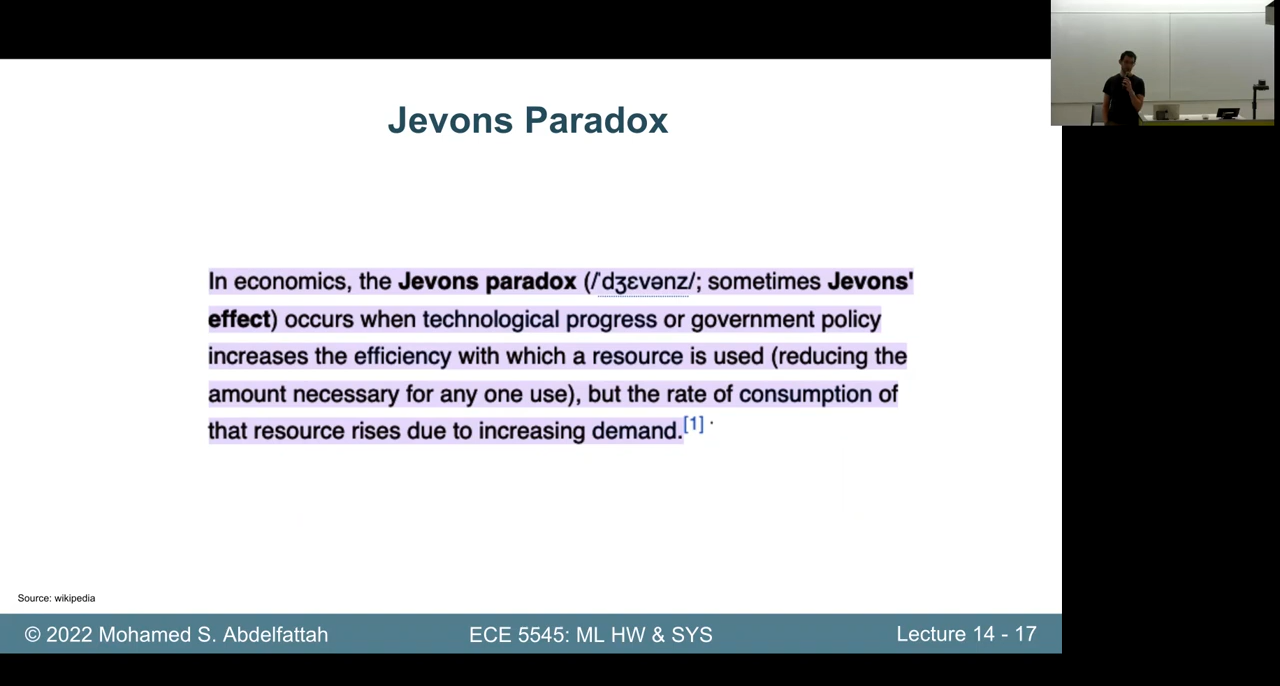 Jevons Paradox
In economics, the Jevons paradox (/ˈdʒɛvənz/; sometimes Jevons'
effect) occurs when technological progress or government policy
increases the efficiency with which a resource is used (reducing the
amount necessary for any one use), but the rate of consumption of
that resource rises due to increasing demand.[1]
Source: wikipedia
© 2022 Mohamed S. Abdelfattah
ECE 5545: ML HW & SYS
Lecture 14 - 17